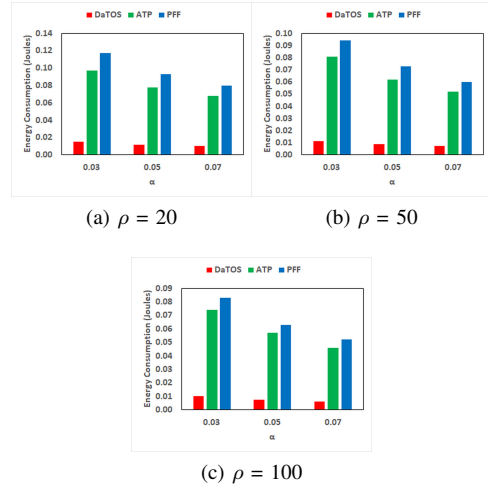 DaTOS ATP PFF
Energy Consumption (Joules)
0.14
0.12
0.10
0.08
0.06
0.04
0.02
0.00
0.03 0.05 0.07
α
(a) ρ = 20
DaTOS ATP PFF
Energy Consumption (Joules)
0.10
0.09
0.08
0.07
0.06
0.05
0.04
0.03
0.02
0.01
0.00
0.03 0.05 0.07
α
(b) ρ = 50
DaTOS ATP PFF
Energy Consumption (Joules)
0.09
0.08
0.07
0.06
0.05
0.04
0.03
0.02
0.01
0.00
0.03 0.05 0.07
α
(c) ρ = 100